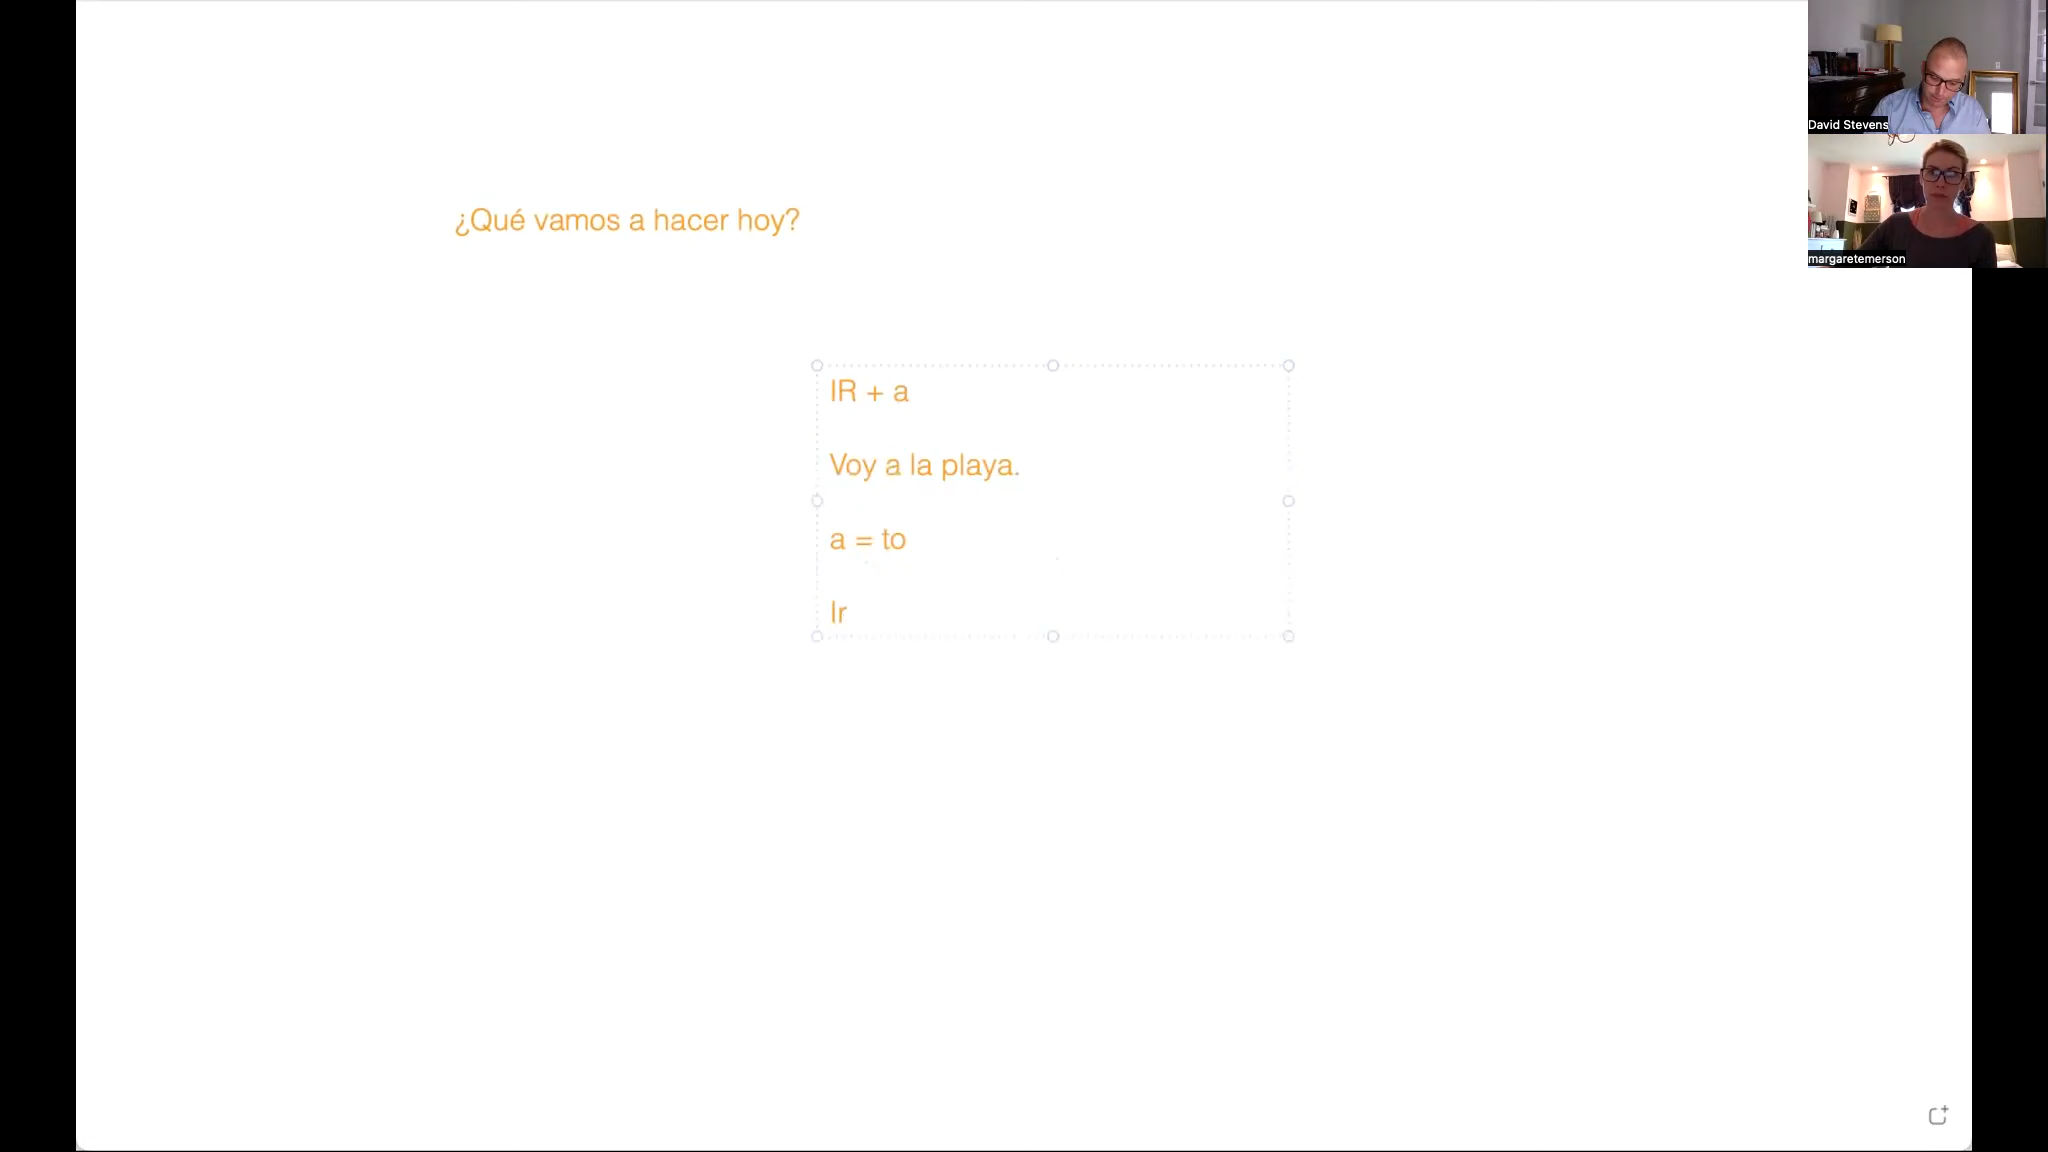 David Stevens
margaretemerson
¿Qué vamos a hacer hoy?
IR + a
Voy a la playa.
a = to
Ir